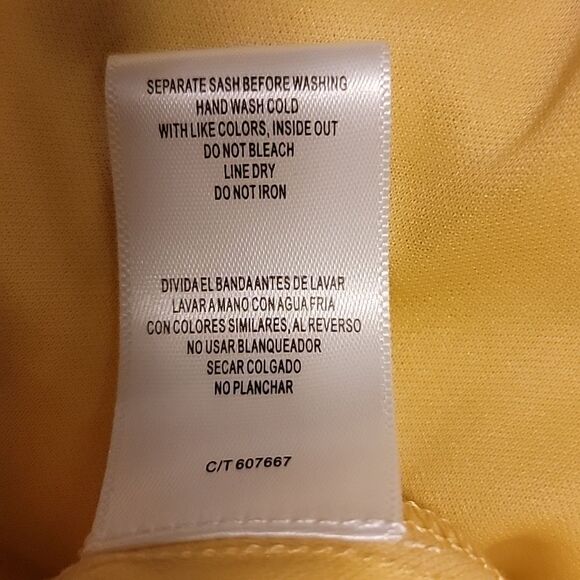 SEPARATE SASH BEFORE WASHING
HAND WASH COLD
WITH LIKE COLORS, INSIDE OUT
DO NOT BLEACH
LINE DRY
DO NOT IRON
DIVIDA EL BANDA ANTES DE LAVAR
LAVAR A MANO CON AGUA FRIA
CON COLORES SIMILARES, AL REVERSO
NO USAR BLANQUEADOR
SECAR COLGADO
NO PLANCHAR
C/T 607667